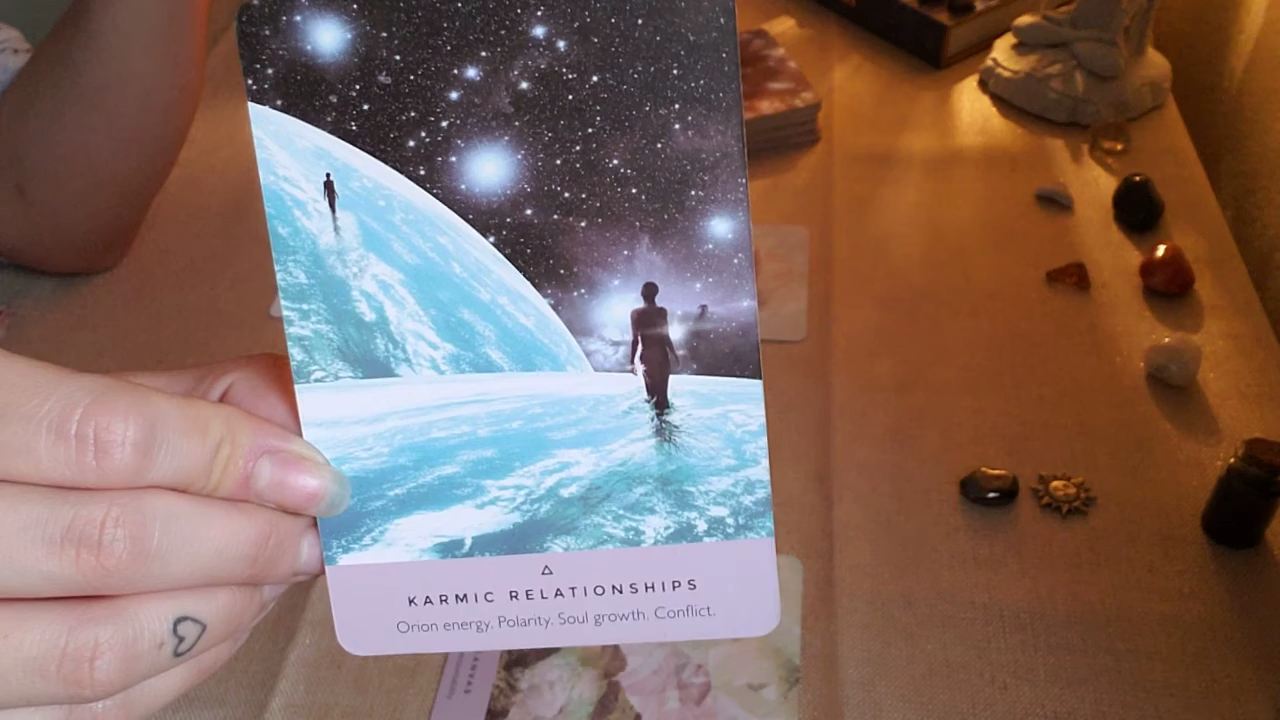 KARMIC RELATIONSHIPS
Orion energy. Polarity. Soul growth. Conflict.